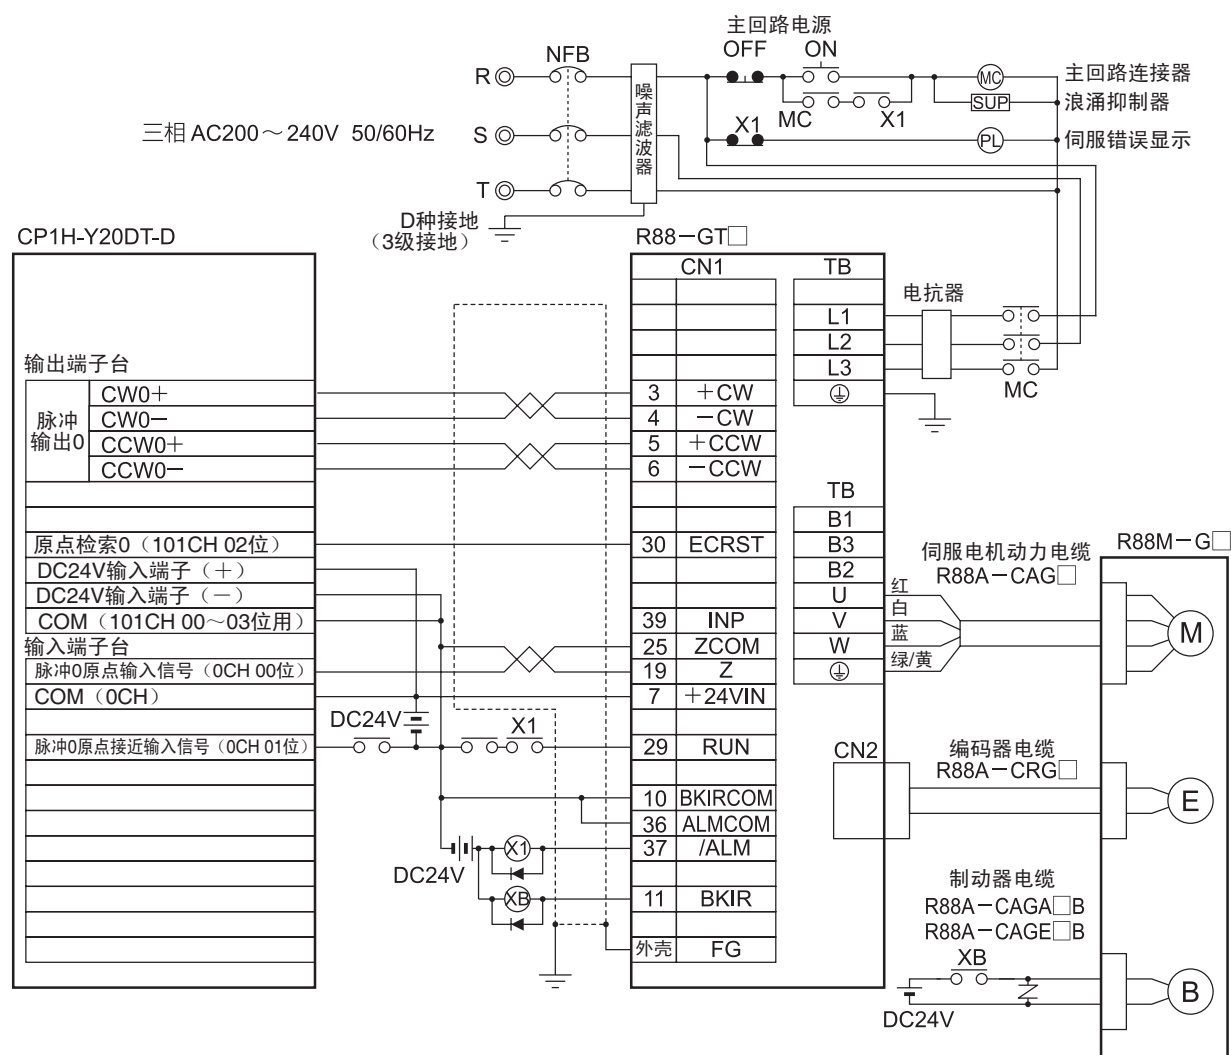 主回路电源
OFF ON
NFB
R
MC
主回路连接器
噪声滤波器
SUP
浪涌抑制器
MC X1
X1
三相 AC200～240V 50/60Hz
S
PL
伺服错误显示
T
D种接地
（3级接地）
CP1H-Y20DT-D
R88－GT□
CN1
TB
电抗器
L1
L2
L3
MC
输出端子台
脉冲输出0
CW0+
CW0－
CCW0+
CCW0－
3 ＋CW
4 －CW
5 ＋CCW
6 －CCW
TB
B1
原点检索0（101CH 02位）
30 ECRST
B3
DC24V输入端子（＋）
B2
DC24V输入端子（－）
U
COM（101CH 00～03位用）
39 INP
V
输入端子台
25 ZCOM
W
脉冲0原点输入信号（0CH 00位）
19 Z
COM（0CH）
7 ＋24VIN
DC24V
X1
脉冲0原点接近输入信号（0CH 01位）
29 RUN
10 BKIRCOM
36 ALMCOM
X1
37 /ALM
DC24V
XB
11 BKIR
外壳 FG
伺服电机动力电缆
R88A－CAG□
红
白
蓝
绿/黄
R88M－G□
M
CN2
编码器电缆
R88A－CRG□
E
制动器电缆
R88A－CAGA□B
R88A－CAGE□B
XB
DC24V
B